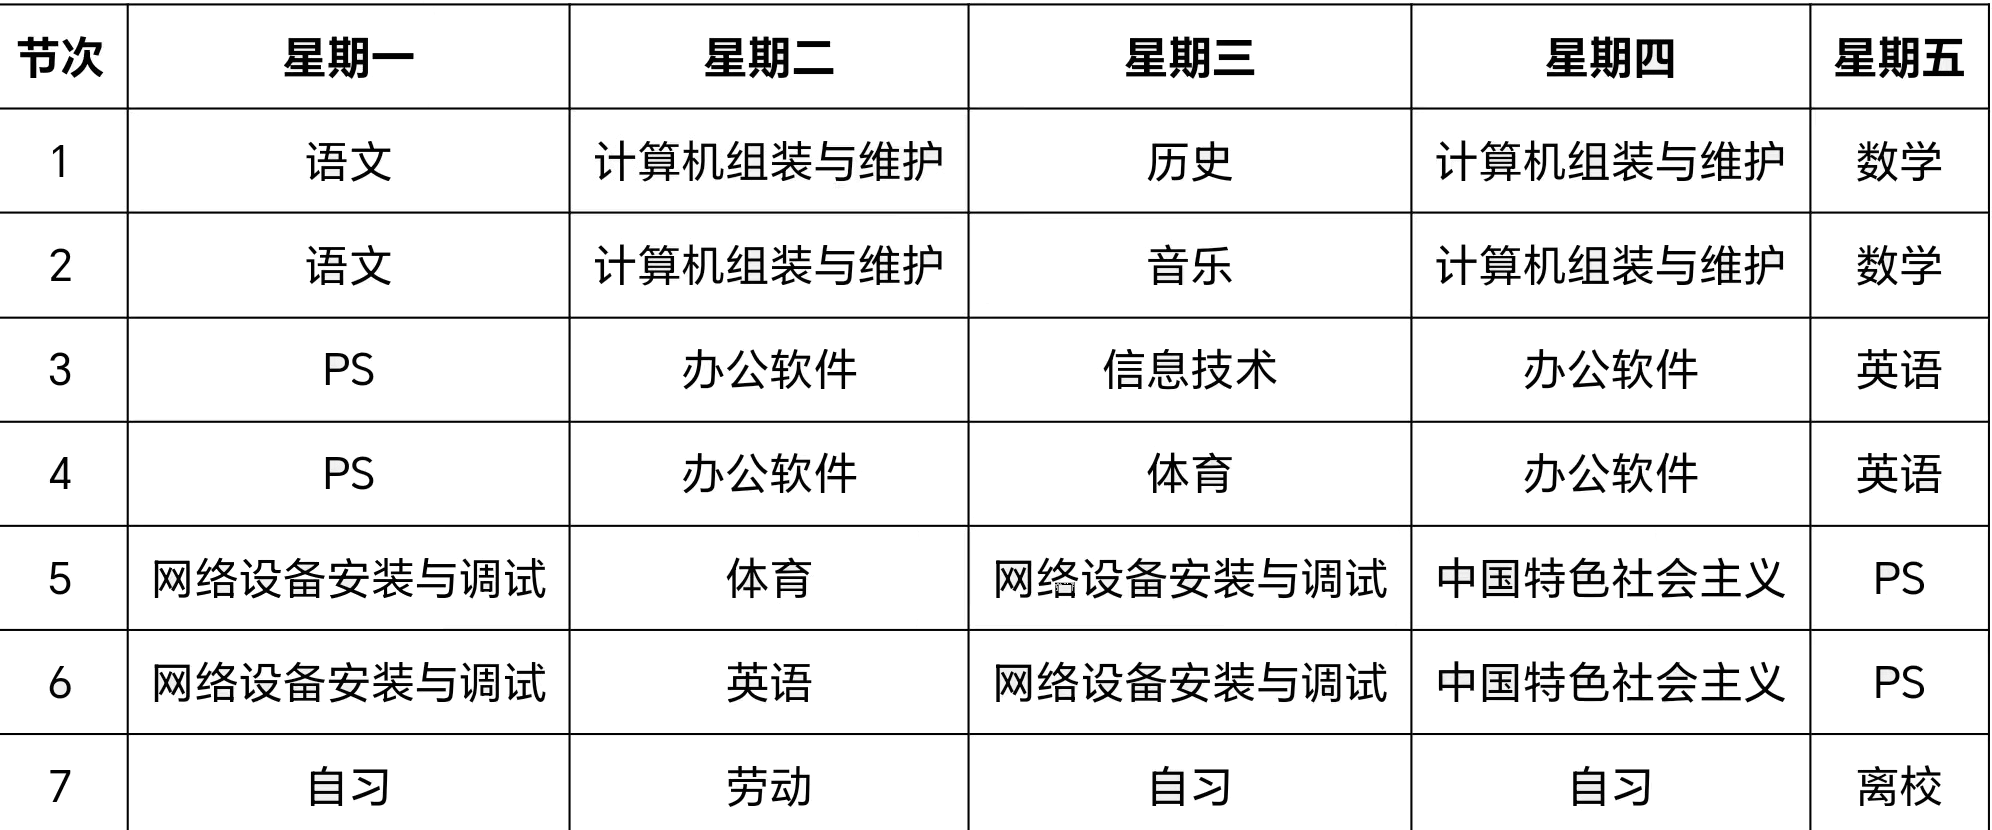 节次 星期一 星期二 星期三 星期四 星期五
1 语文 计算机组装与维护 历史 计算机组装与维护 数学
2 语文 计算机组装与维护 音乐 计算机组装与维护 数学
3 PS 办公软件 信息技术 办公软件 英语
4 PS 办公软件 体育 办公软件 英语
5 网络设备安装与调试 体育 网络设备安装与调试 中国特色社会主义 PS
6 网络设备安装与调试 英语 网络设备安装与调试 中国特色社会主义 PS
7 自习 劳动 自习 自习 离校